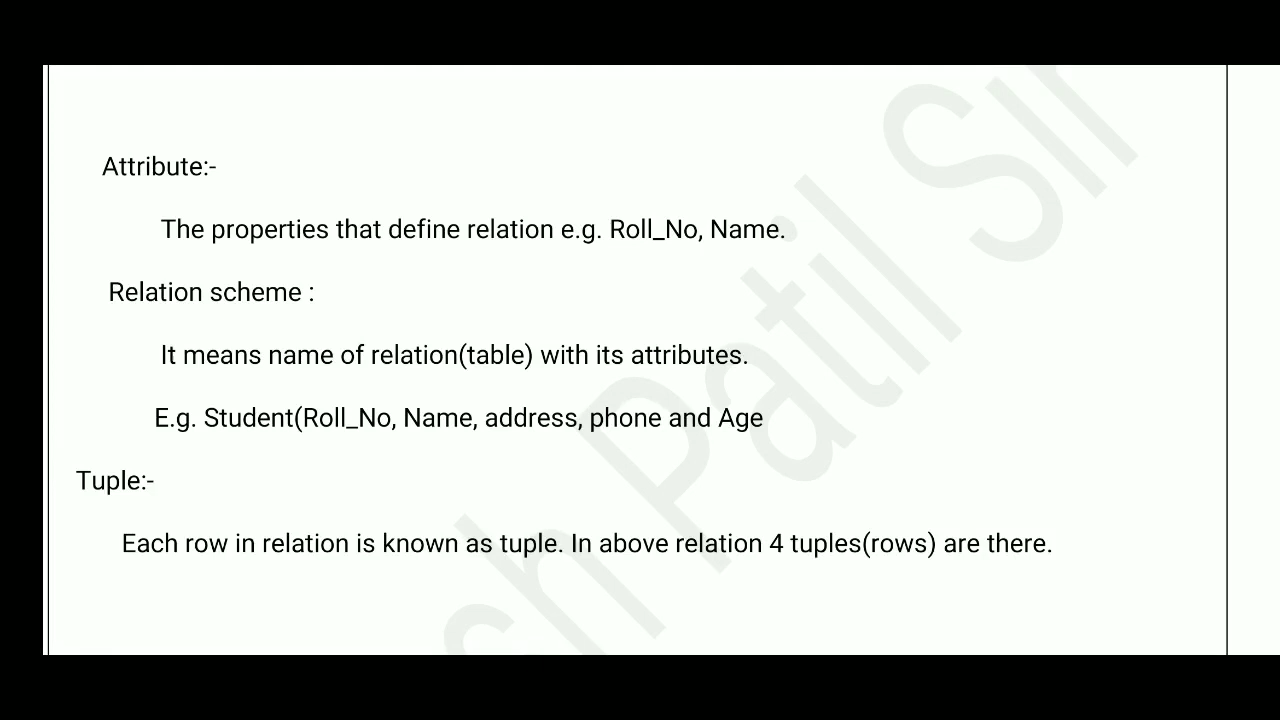 Attribute:-
The properties that define relation e.g. Roll_No, Name.
Relation scheme :
It means name of relation(table) with its attributes.
E.g. Student(Roll_No, Name, address, phone and Age
Tuple:-
Each row in relation is known as tuple. In above relation 4 tuples(rows) are there.
Patil Sir